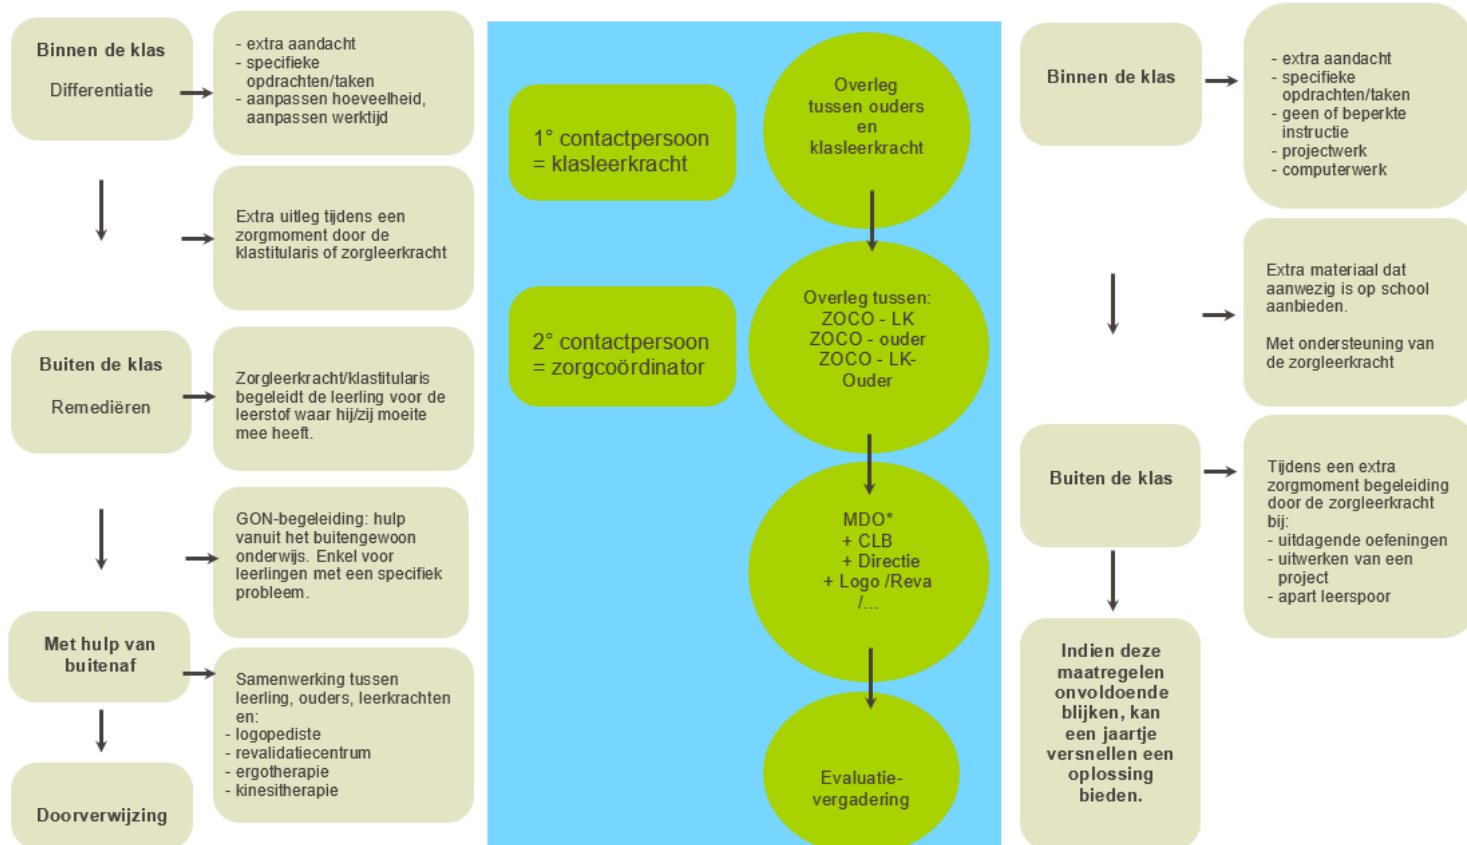 Binnen de klas
Differentiatie
- extra aandacht
- specifieke
opdrachten/taken
- aanpassen hoeveelheid,
aanpassen werktijd
Extra uitleg tijdens een
zorgmoment door de
klastitularis of zorgleerkracht
Buiten de klas
Remediëren
Zorgleerkracht/klastitularis
begeleidt de leerling voor de
leerstof waar hij/zij moeite
mee heeft.
GON-begeleiding: hulp
vanuit het buitengewoon
onderwijs. Enkel voor
leerlingen met een specifiek
probleem.
Met hulp van
buitenaf
Samenwerking tussen
leerling, ouders, leerkrachten
en:
- logopediste
- revalidatiecentrum
- ergotherapie
- kinesitherapie
Doorverwijzing
1° contactpersoon
= klasleerkracht
Overleg
tussen ouders
en
klasleerkracht
2° contactpersoon
= zorgcoördinator
Overleg tussen:
ZOCO - LK
ZOCO - ouder
ZOCO - LK-
Ouder
MDO*
+ CLB
+ Directie
+ Logo /Reva
/...
Evaluatie-
vergadering
Binnen de klas
- extra aandacht
- specifieke
opdrachten/taken
- geen of beperkte
instructie
- projectwerk
- computerwerk
Extra materiaal dat
aanwezig is op school
aanbieden.
Met ondersteuning van
de zorgleerkracht
Buiten de klas
Tijdens een extra
zorgmoment begeleiding
door de zorgleerkracht
bij:
- uitdagende oefeningen
- uitwerken van een
project
- apart leerspoor
Indien deze
maatregelen
onvoldoende
blijken, kan
een jaartje
versnellen een
oplossing
bieden.